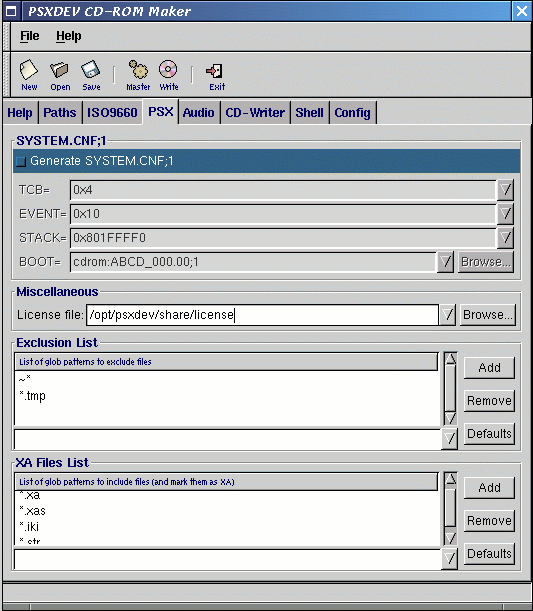 PSXDEV CD-ROM Maker
File Help
New Open Save Master Write Exit
Help Paths ISO9660 PSX Audio CD-Writer Shell Config
SYSTEM.CNF;1
Generate SYSTEM.CNF;1
TCB= 0x4
EVENT= 0x10
STACK= 0x801FFFF0
BOOT= cdrom:ABCD_000.00;1 Browse...
Miscellaneous
License file: /opt/psxdev/share/license Browse...
Exclusion List
List of glob patterns to exclude files
Add
~*
*.tmp
Remove
Defaults
XA Files List
List of glob patterns to include files (and mark them as XA)
Add
*.xa
*.xas
Remove
*.iki
*.str
Defaults